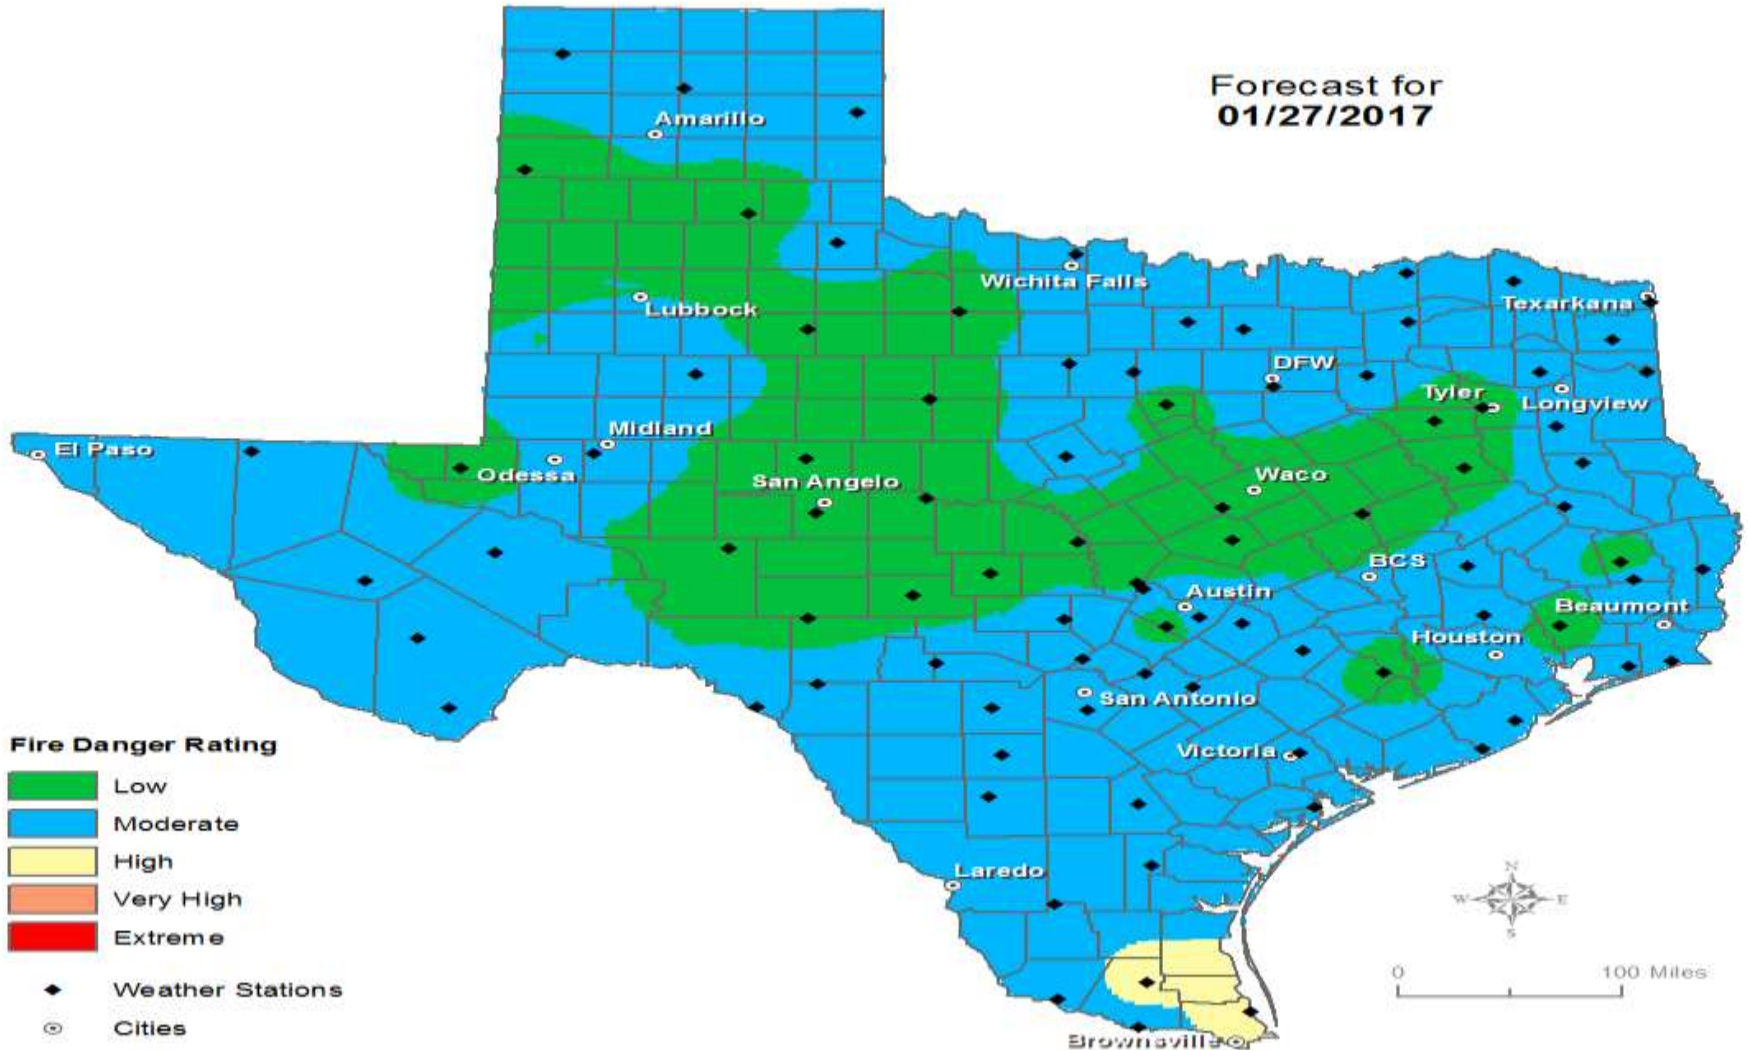 Forecast for
01/27/2017
Amarillo
Wichita Falls
Lubbock
Texarkana
DFW
Tyler
Longview
Midland
El Paso
Odessa
San Angelo
Waco
BCS
Austin
Beaumont
Houston
San Antonio
Victoria
Laredo
Brownsville
Fire Danger Rating
Low
Moderate
High
Very High
Extreme
Weather Stations
Cities
N
W E
S
0 100 Miles